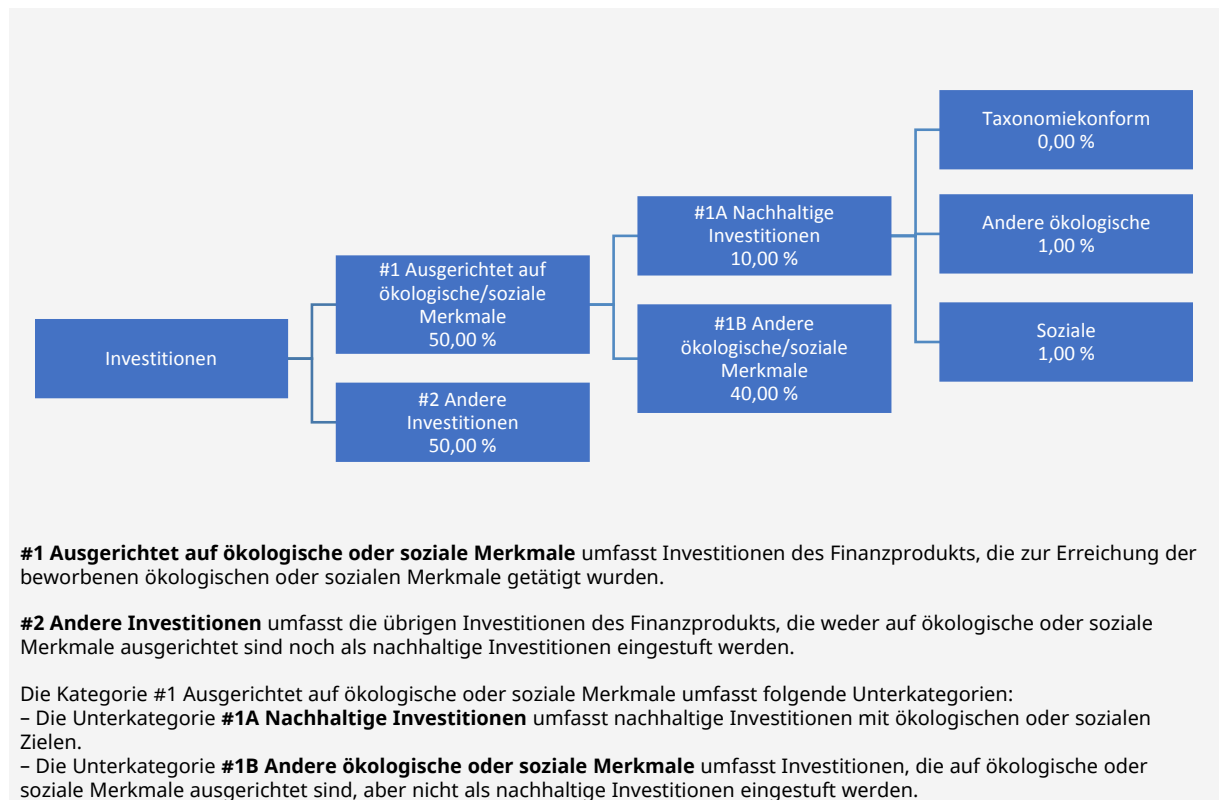 Taxonomiekonform
0,00 %
#1A Nachhaltige
Investitionen
10,00 %
Andere ökologische
1,00 %
#1 Ausgerichtet auf
ökologische/soziale
Merkmale
50,00 %
#1B Andere
ökologische/soziale
Merkmale
40,00 %
Soziale
1,00 %
Investitionen
#2 Andere
Investitionen
50,00 %
#1 Ausgerichtet auf ökologische oder soziale Merkmale umfasst Investitionen des Finanzprodukts, die zur Erreichung der
beworbenen ökologischen oder sozialen Merkmale getätigt wurden.
#2 Andere Investitionen umfasst die übrigen Investitionen des Finanzprodukts, die weder auf ökologische oder soziale
Merkmale ausgerichtet sind noch als nachhaltige Investitionen eingestuft werden.
Die Kategorie #1 Ausgerichtet auf ökologische oder soziale Merkmale umfasst folgende Unterkategorien:
– Die Unterkategorie #1A Nachhaltige Investitionen umfasst nachhaltige Investitionen mit ökologischen oder sozialen
Zielen.
– Die Unterkategorie #1B Andere ökologische oder soziale Merkmale umfasst Investitionen, die auf ökologische oder
soziale Merkmale ausgerichtet sind, aber nicht als nachhaltige Investitionen eingestuft werden.